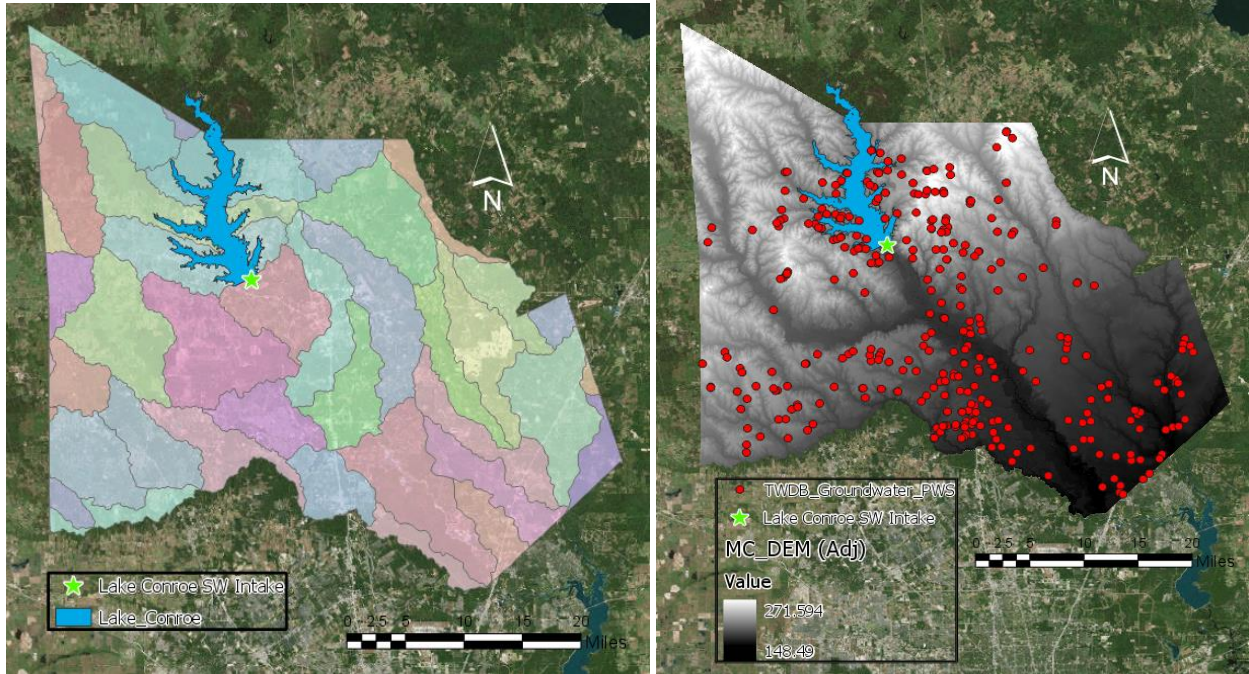 N
Lake Conroe SW Intake
Lake_Conroe
0 2.5 5 10 15 20
Miles
N
TWDB_Groundwater_PWS
Lake Conroe SW Intake
MC_DEM (Adj)
Value
271.594
148.49
0 2.5 5 10 15 20
Miles